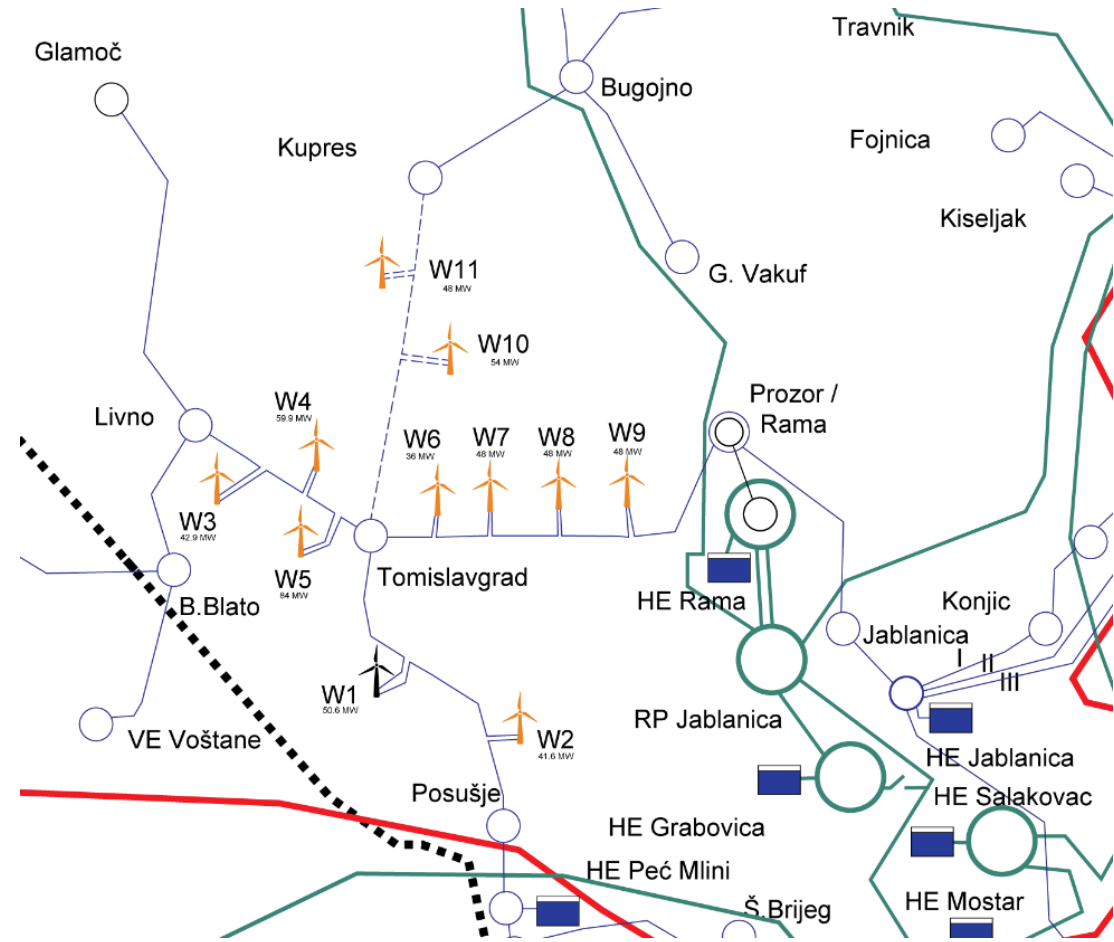 Travnik
Glamoč
Bugojno
Fojnica
Kupres
Kiseljak
W11
48 MW
G. Vakuf
W10
54 MW
Prozor /
Rama
Livno
W4
59.9 MW
W6
36 MW
W7
48 MW
W8
48 MW
W9
48 MW
W3
42.9 MW
W5
84 MW
Tomislavgrad
HE Rama
Konjic
B.Blato
Jablanica
I
II
III
W1
50.6 MW
RP Jablanica
VE Voštane
W2
41.6 MW
HE Jablanica
Posušje
HE Salakovac
HE Grabovica
HE Peć Mlini
HE Mostar
Š.Brijeg